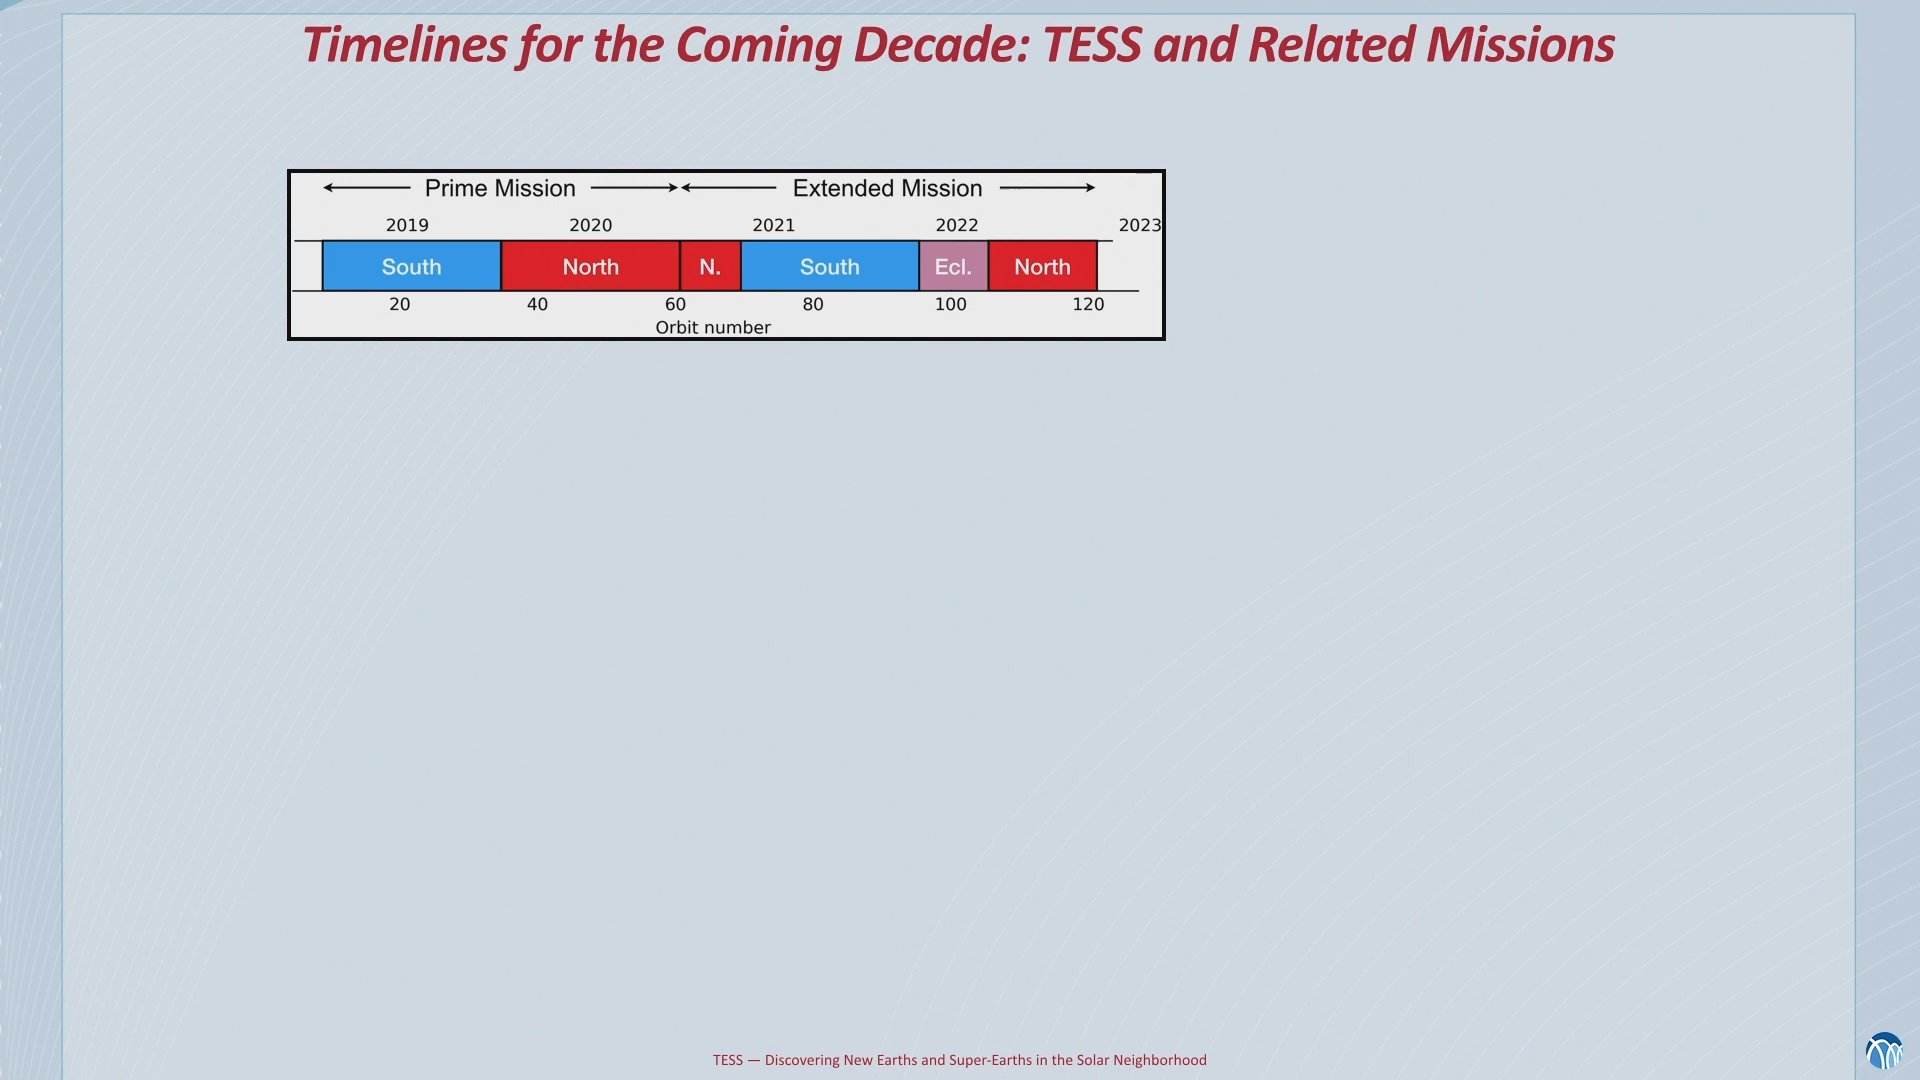 Timelines for the Coming Decade: TESS and Related Missions
Prime Mission Extended Mission
2019 2020 2021 2022 2023
South North N. South Ecl. North
20 40 60 80 100 120
Orbit number
TESS — Discovering New Earths and Super-Earths in the Solar Neighborhood